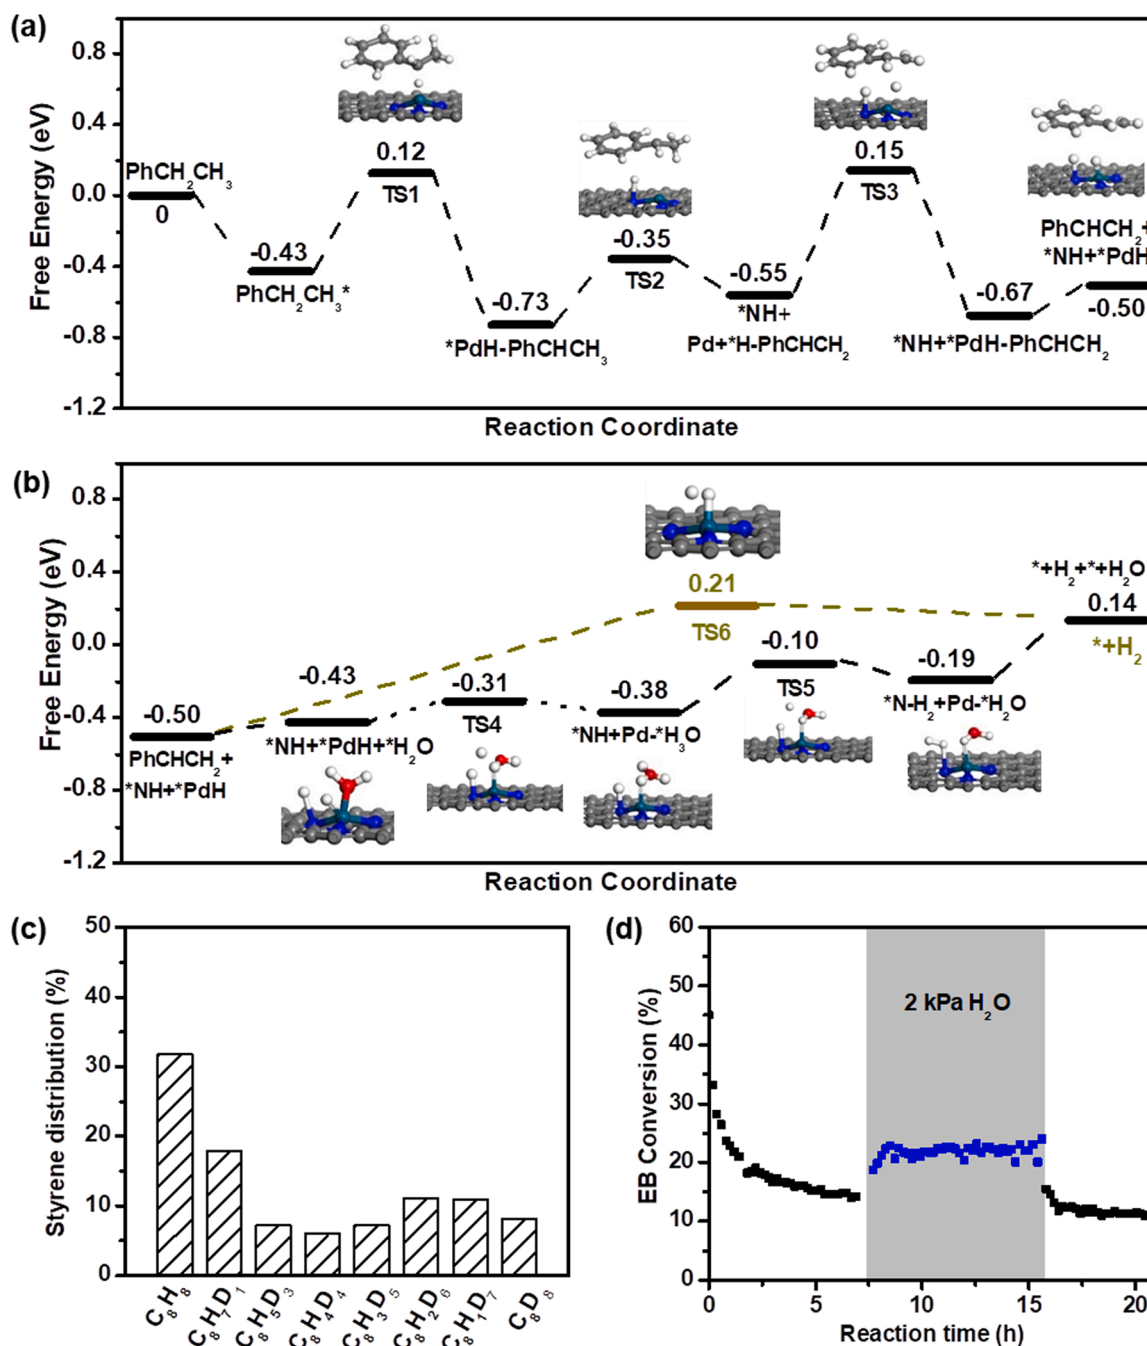 (a)
0.8
0.4
0.0
-0.4
-0.8
-1.2
Free Energy (eV)
PhCH₂CH₃
0
-0.43
PhCH₂CH₃*
0.12
TS1
-0.73
*PdH-PhCHCH₃
-0.35
TS2
-0.55
*NH+
Pd+*H-PhCHCH₂
0.15
TS3
-0.67
*NH+*PdH-PhCHCH₂
PhCHCH₂+
*NH+*PdH
-0.50
Reaction Coordinate
(b)
0.8
0.4
0.0
-0.4
-0.8
-1.2
Free Energy (eV)
-0.50
PhCHCH₂+
*NH+*PdH
-0.43
*NH+*PdH+*H₂O
-0.31
TS4
-0.38
*NH+Pd-*H₃O
0.21
TS6
-0.10
TS5
-0.19
*N-H₂+Pd-*H₂O
*+H₂+*+H₂O
0.14
*+H₂
Reaction Coordinate
(c)
50
40
30
20
10
0
Styrene distribution (%)
C₈H₈
C₈H₇D₁
C₈H₅D₃
C₈H₄D₄
C₈H₃D₅
C₈H₂D₆
C₈H₁D₇
C₈D₈
(d)
60
50
40
30
20
10
0
EB Conversion (%)
2 kPa H₂O
0
5
10
15
20
Reaction time (h)